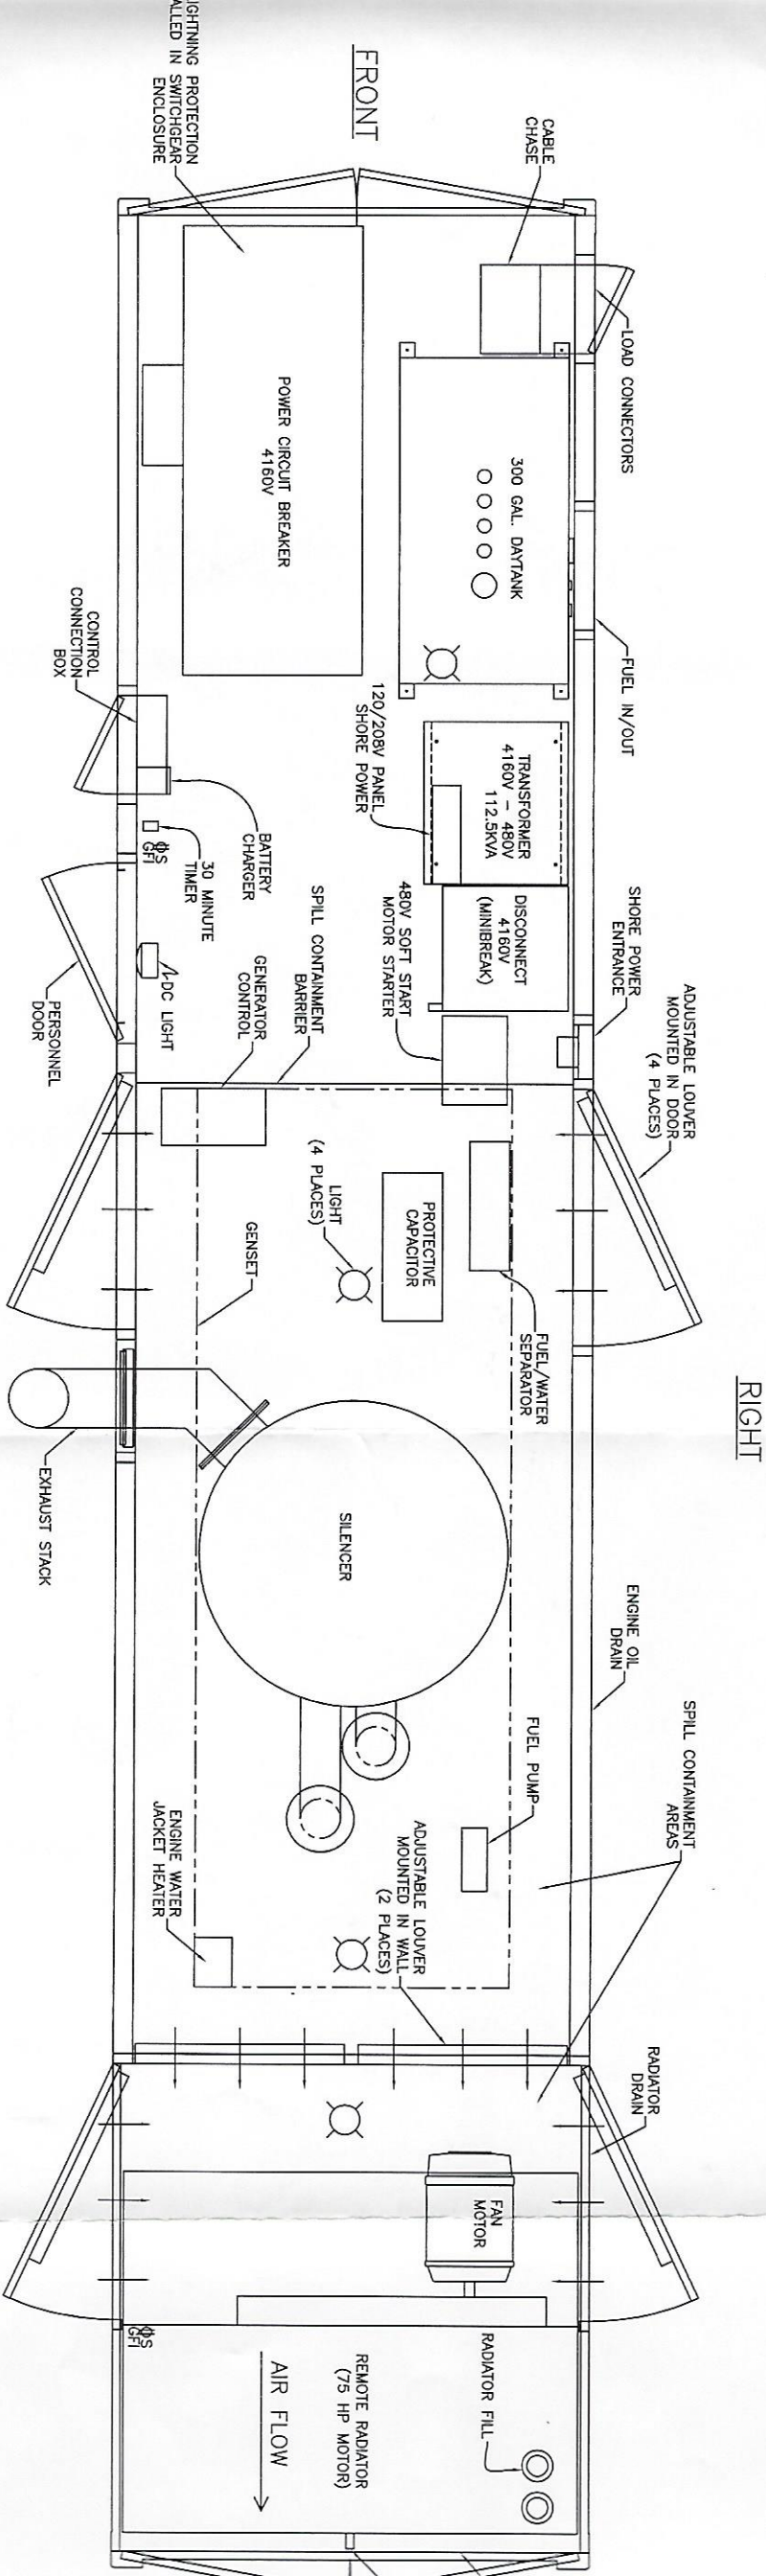 RIGHT
FRONT
CABLE
CHASE
LOAD CONNECTORS
FUEL IN/OUT
SHORE POWER
ENTRANCE
ADJUSTABLE LOUVER
MOUNTED IN DOOR
(4 PLACES)
ENGINE OIL
DRAIN
SPILL CONTAINMENT
AREAS
RADIATOR
DRAIN
300 GAL. DAYTANK
TRANSFORMER
4160V - 480V
112.5KVA
DISCONNECT
4160V
(MINIBREAK)
120/208V PANEL
SHORE POWER
480V SOFT START
MOTOR STARTER
FUEL/WATER
SEPARATOR
PROTECTIVE
CAPACITOR
LIGHT
(4 PLACES)
SILENCER
FUEL PUMP
ADJUSTABLE LOUVER
MOUNTED IN WALL
(2 PLACES)
FAN
MOTOR
RADIATOR FILL
REMOTE RADIATOR
(75 HP MOTOR)
AIR FLOW
POWER CIRCUIT BREAKER
4160V
SPILL CONTAINMENT
BARRIER
GENERATOR
CONTROL
GENSET
BATTERY
CHARGER
30 MINUTE
TIMER
S
GFI
DC LIGHT
ENGINE WATER
JACKET HEATER
S
GFI
IGHTNING PROTECTION
ALLED IN SWITCHGEAR
ENCLOSURE
CONTROL
CONNECTION
BOX
PERSONNEL
DOOR
EXHAUST STACK